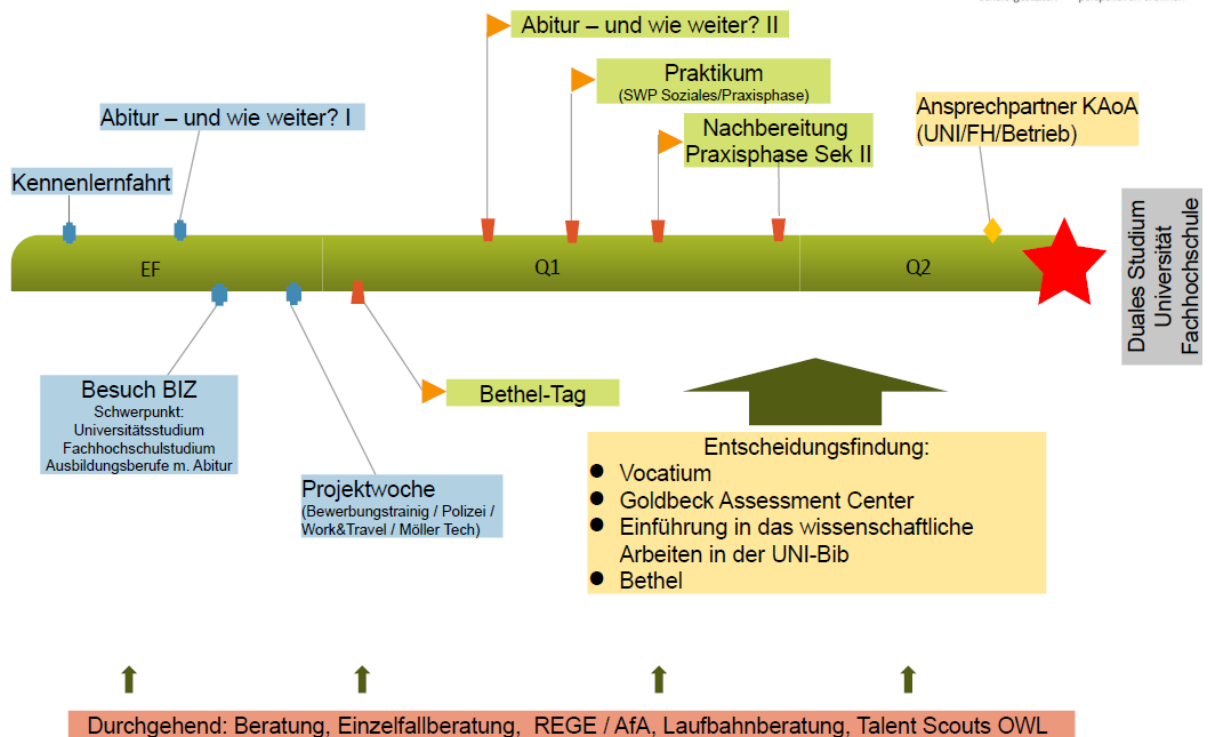 Abitur – und wie weiter? II
Praktikum
(SWP Soziales/Praxisphase)
Abitur – und wie weiter? I
Ansprechpartner KAoA
(UNI/FH/Betrieb)
Nachbereitung
Praxisphase Sek II
Kennenlernfahrt
EF
Q1
Q2
Duales Studium
Universität
Fachhochschule
Besuch BIZ
Schwerpunkt:
Universitätsstudium
Fachhochschulstudium
Ausbildungsberufe m. Abitur
Bethel-Tag
Projektwoche
(Bewerbungstrainig / Polizei /
Work&Travel / Möller Tech)
Entscheidungsfindung:
● Vocatium
● Goldbeck Assessment Center
● Einführung in das wissenschaftliche
Arbeiten in der UNI-Bib
● Bethel
Durchgehend: Beratung, Einzelfallberatung, REGE / AfA, Laufbahnberatung, Talent Scouts OWL